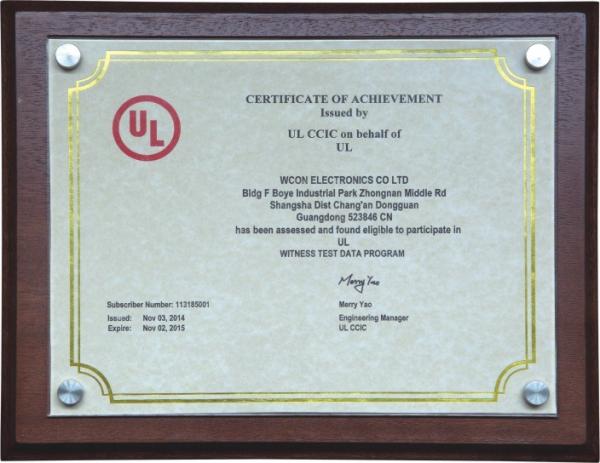 UL
CERTIFICATE OF ACHIEVEMENT
Issued by
UL CCIC on behalf of
UL
WCON ELECTRONICS CO LTD
Bldg F Boye Industrial Park Zhongnan Middle Rd
Shangsha Dist Chang'an Dongguan
Guangdong 523846 CN
has been assessed and found eligible to participate in
UL
WITNESS TEST DATA PROGRAM
Merry Yao
Subscriber Number: 113185001
Issued: Nov 03, 2014
Expire: Nov 02, 2015
Merry Yao
Engineering Manager
UL CCIC